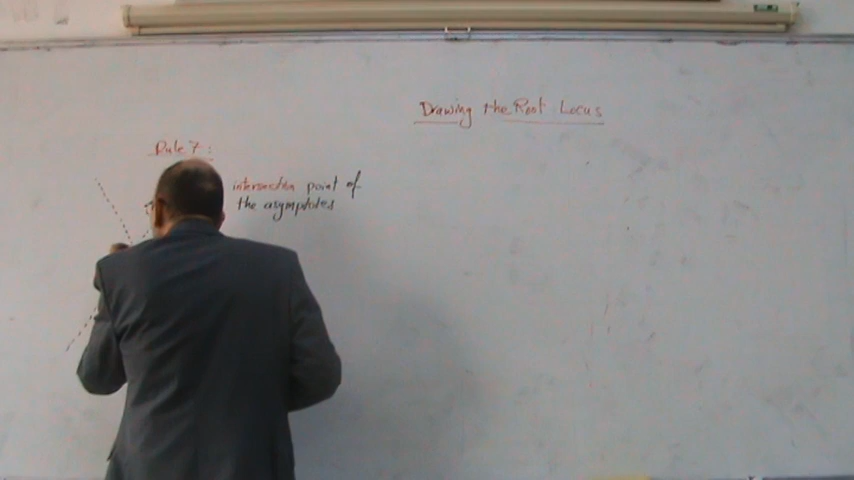 Drawing the Root Locus
Rule 7:
intersection point of
the asymptotes